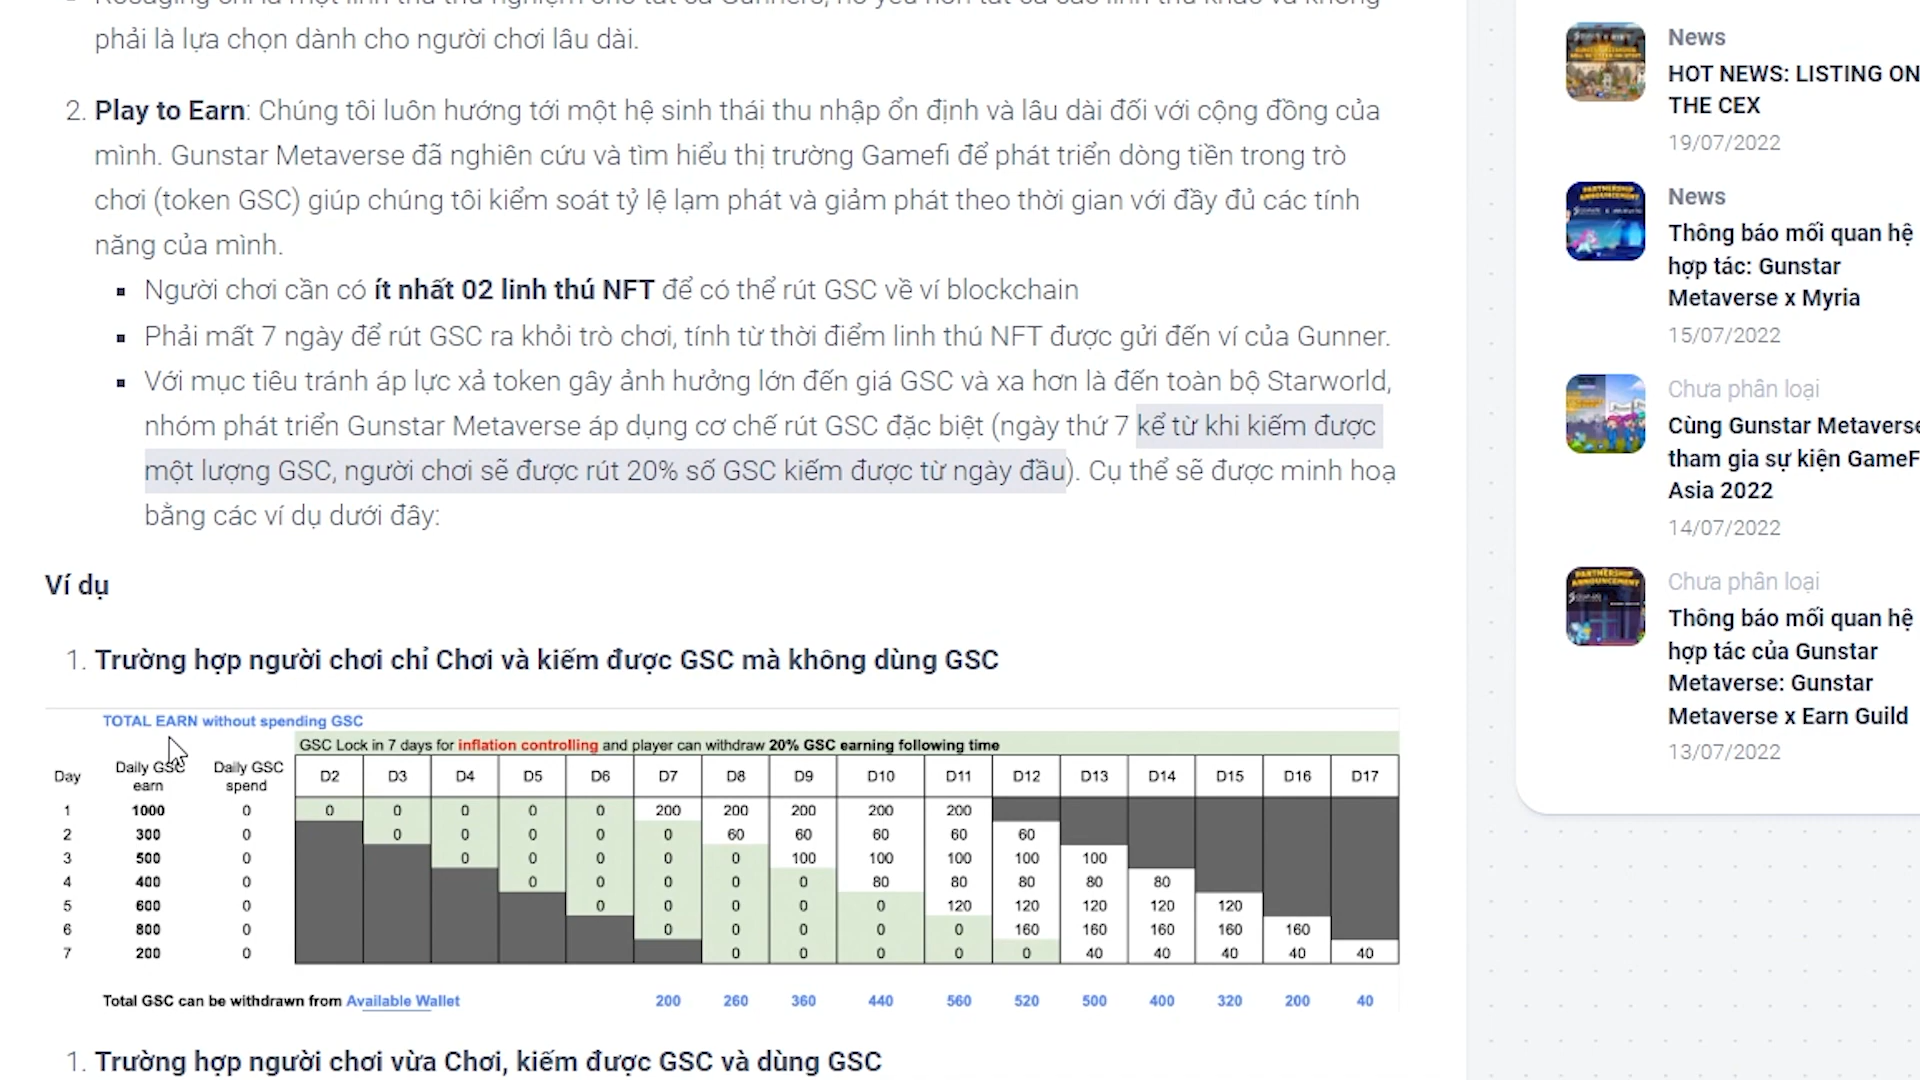 phải là lựa chọn dành cho người chơi lâu dài.
2. Play to Earn: Chúng tôi luôn hướng tới một hệ sinh thái thu nhập ổn định và lâu dài đối với cộng đồng của
mình. Gunstar Metaverse đã nghiên cứu và tìm hiểu thị trường Gamefi để phát triển dòng tiền trong trò
chơi (token GSC) giúp chúng tôi kiểm soát tỷ lệ lạm phát và giảm phát theo thời gian với đầy đủ các tính
năng của mình.
▪ Người chơi cần có ít nhất 02 linh thú NFT để có thể rút GSC về ví blockchain
▪ Phải mất 7 ngày để rút GSC ra khỏi trò chơi, tính từ thời điểm linh thú NFT được gửi đến ví của Gunner.
▪ Với mục tiêu tránh áp lực xả token gây ảnh hưởng lớn đến giá GSC và xa hơn là đến toàn bộ Starworld,
nhóm phát triển Gunstar Metaverse áp dụng cơ chế rút GSC đặc biệt (ngày thứ 7 kể từ khi kiếm được
một lượng GSC, người chơi sẽ được rút 20% số GSC kiếm được từ ngày đầu). Cụ thể sẽ được minh hoạ
bằng các ví dụ dưới đây:
Ví dụ
1. Trường hợp người chơi chỉ Chơi và kiếm được GSC mà không dùng GSC
TOTAL EARN without spending GSC
GSC Lock in 7 days for inflation controlling and player can withdraw 20% GSC earning following time
Day Daily GSC earn Daily GSC spend D2 D3 D4 D5 D6 D7 D8 D9 D10 D11 D12 D13 D14 D15 D16 D17
1 1000 0 0 0 0 0 0 200 200 200 200 200
2 300 0 0 0 0 0 0 60 60 60 60 60
3 500 0 0 0 0 0 0 100 100 100 100 100
4 400 0 0 0 0 0 0 80 80 80 80 80
5 600 0 0 0 0 0 0 120 120 120 120 120
6 800 0 0 0 0 0 0 160 160 160 160 160
7 200 0 0 0 0 0 0 40 40 40 40 40
Total GSC can be withdrawn from Available Wallet 200 260 360 440 560 520 500 400 320 200 40
1. Trường hợp người chơi vừa Chơi, kiếm được GSC và dùng GSC
News
HOT NEWS: LISTING ON
THE CEX
19/07/2022
News
Thông báo mối quan hệ
hợp tác: Gunstar
Metaverse x Myria
15/07/2022
Chưa phân loại
Cùng Gunstar Metaverse
tham gia sự kiện GameF
Asia 2022
14/07/2022
Chưa phân loại
Thông báo mối quan hệ
hợp tác của Gunstar
Metaverse: Gunstar
Metaverse x Earn Guild
13/07/2022